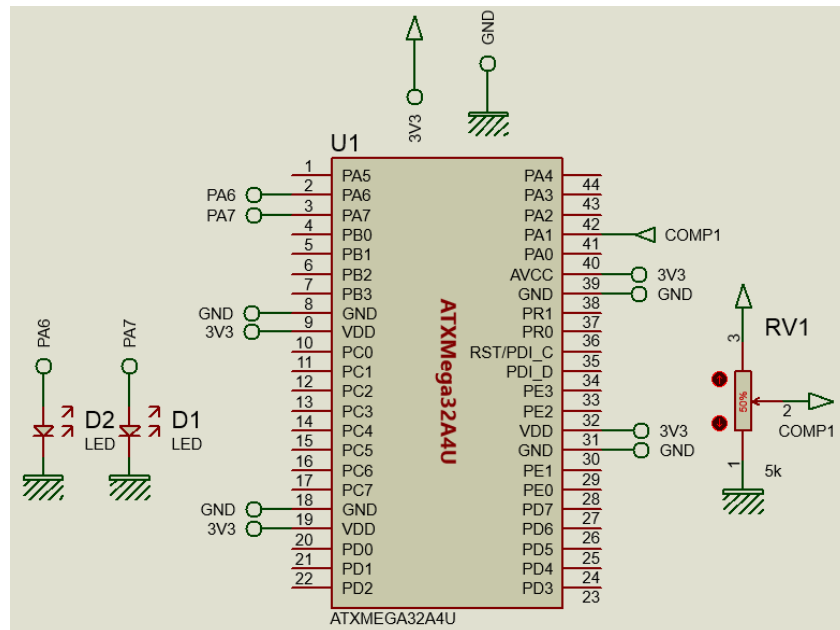 GND
3V3
U1
1 PA5 PA4 44
PA6 2 PA6 PA3 43
PA7 3 PA7 PA2 42
4 PB0 PA1 41 COMP1
5 PB1 PA0 40
6 PB2 AVCC 39 3V3
7 PB3 GND 38 GND
GND 8 GND PR1 37
3V3 9 VDD PR0 36
10 PC0 RST/PDI_C 35
11 PC1 PDI_D 34
12 PC2 PE3 33
13 PC3 PE2 32
14 PC4 VDD 31 3V3
15 PC5 GND 30 GND
16 PC6 PE1 29
17 PC7 PE0 28
GND 18 GND PD7 27
3V3 19 VDD PD6 26
20 PD0 PD5 25
21 PD1 PD4 24
22 PD2 PD3 23
ATXMega32A4U
ATXMEGA32A4U
PA6
PA7
D2
LED
D1
LED
RV1
3
50%
2
COMP1
1
5k